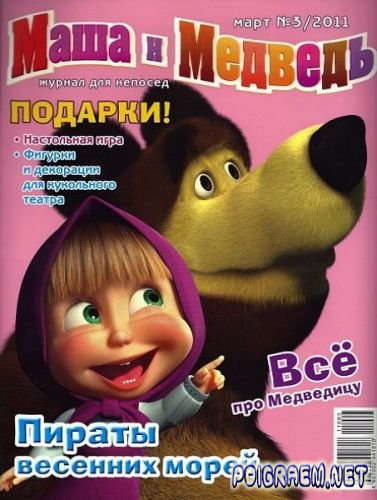 март №3/2011
Маша и Медведь
журнал для непосед
ПОДАРКИ!
• Настольная игра
• Фигурки
и декорации
для кукольного
театра
Всё
про Медведицу
Пираты
весенних морей
POIGRAEM.NET